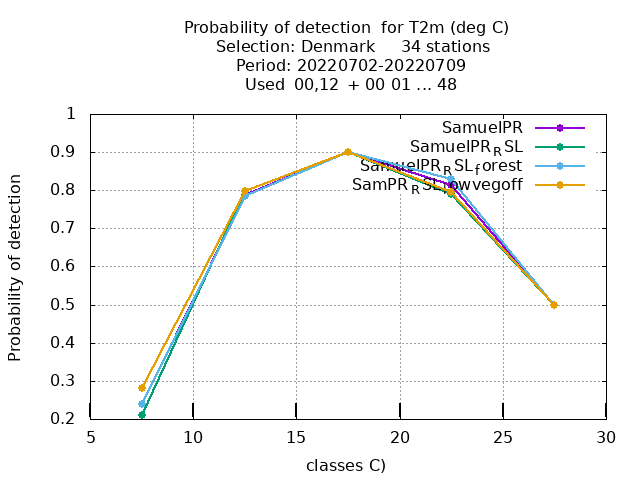 Probability of detection for T2m (deg C)
Selection: Denmark 34 stations
Period: 20220702-20220709
Used 00,12 + 00 01 ... 48
1
0.9
0.8
0.7
0.6
0.5
0.4
0.3
0.2
5 10 15 20 25 30
Probability of detection
classes C)
SamuelPR
SamuelPR_RSL
SamuelPR_RSL_forest
SamPR_RSL_lowvegoff